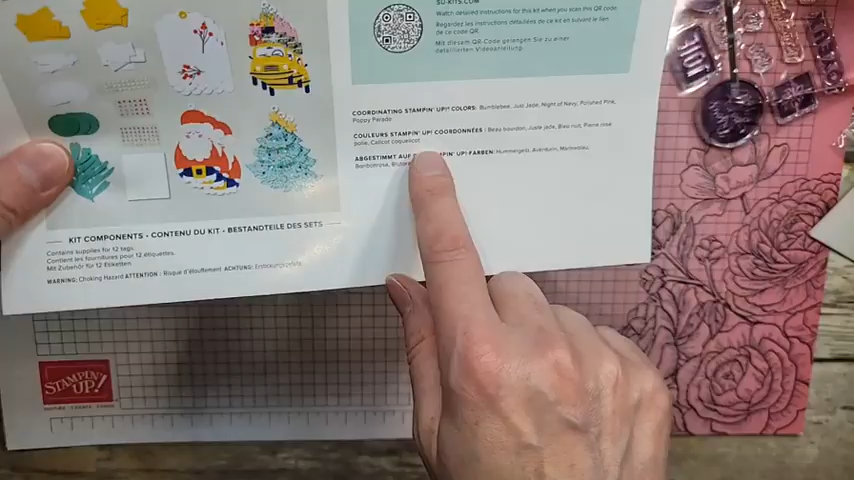 SU-KITS.COM
Watch detailed instructions for this kit when you scan this QR code.
Regardez les instructions détaillées de ce kit en suivant le lien
de ce code QR.
Mit diesem QR-Code gelangen Sie zu einer
detaillierten Videoanleitung.
COORDINATING STAMPIN' UP! COLORS: Bumblebee, Just Jade, Night of Navy, Polished Pink,
Poppy Parade
COULEURS STAMPIN' UP! COORDONNÉES : Beau bourdon, Juste jade, Bleu nuit, Pierre rose
polie, Calicot coquelicot
ABGESTIMMT AUF UP!-FARBEN: Hummelgelb, Aventurin, Marineblau,
Bonbonrosa,
KIT COMPONENTS • CONTENU DU KIT • BESTANDTEILE DES SETS
Contains supplies for 12 tags.
Contient les fournitures pour 12 étiquettes.
Mit Zubehör für 12 Etiketten.
WARNING: Choking Hazard ATTENTION : Risque d'étouffement ACHTUNG: Erstickungsgefahr
STAMPIN' UP!
JOY